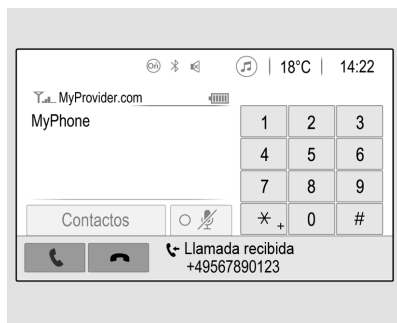 On 18°C 14:22
MyProvider.com
MyPhone
1 2 3
4 5 6
7 8 9
* + 0 #
Contactos
Llamada recibida
+49567890123